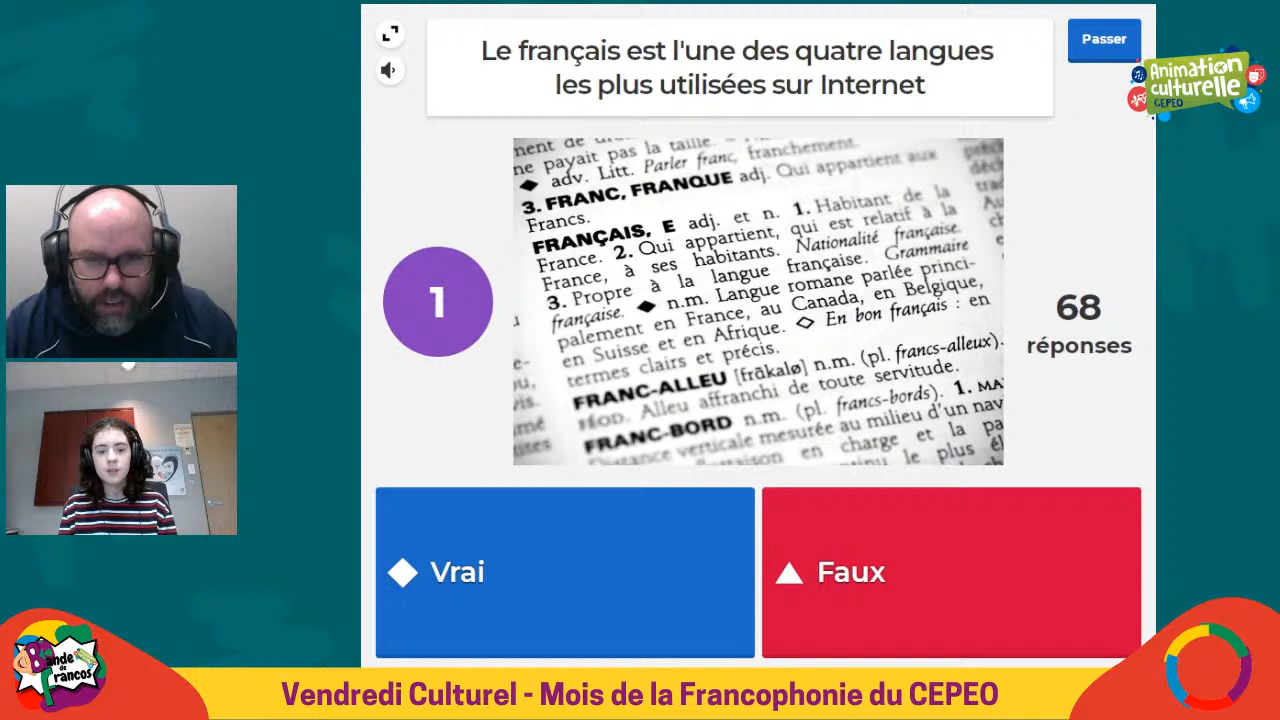 Le français est l'une des quatre langues
les plus utilisées sur Internet
Passer
Animation
culturelle
CEPEO
ne payait pas la taille.
adv. Litt. Parler franc, franchement.
3. FRANC, FRANQUE adj. Qui appartient aux
Francs.
FRANÇAIS, E adj. et n. 1. Habitant de la
France. 2. Qui appartient, qui est relatif à la
France, à ses habitants. Nationalité française.
3. Propre à la langue française. Grammaire
française. n.m. Langue romane parlée princi-
palement en France, au Canada, en Belgique,
en Suisse et en Afrique. En bon français : en
termes clairs et précis.
FRANC-ALLEU [frãkalø] n.m. (pl. francs-alleux).
Alleu affranchi de toute servitude.
FRANC-BORD n.m. (pl. francs-bords). 1. MA
Distance verticale mesurée au milieu d'un nav
en charge et la pa
le plus él
1
68
réponses
Vrai
Faux
Bande
de
Francos
Vendredi Culturel - Mois de la Francophonie du CEPEO